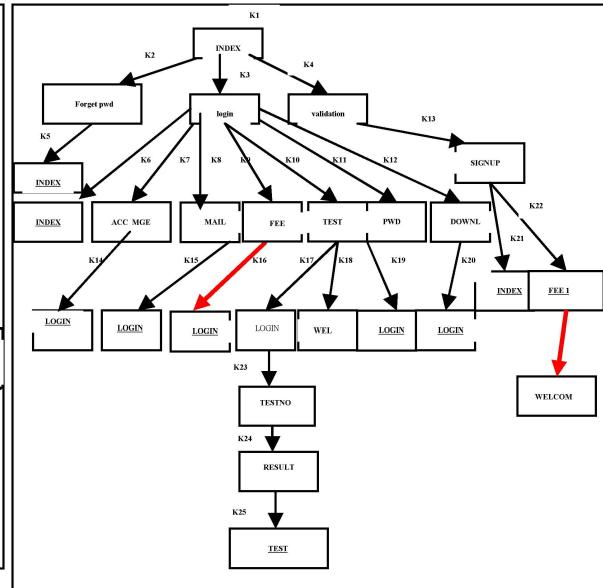 K1
INDEX
K2
K3
K4
Forget pwd
login
validation
K13
K5
K6
K7
K8
K9
K10
K11
K12
SIGNUP
INDEX
INDEX
ACC MGE
MAIL
FEE
TEST
PWD
DOWNL
K22
K21
K14
K15
K16
K17
K18
K19
K20
INDEX
FEE 1
LOGIN
LOGIN
LOGIN
LOGIN
WEL
LOGIN
LOGIN
K23
TESTNO
WELCOM
K24
RESULT
K25
TEST